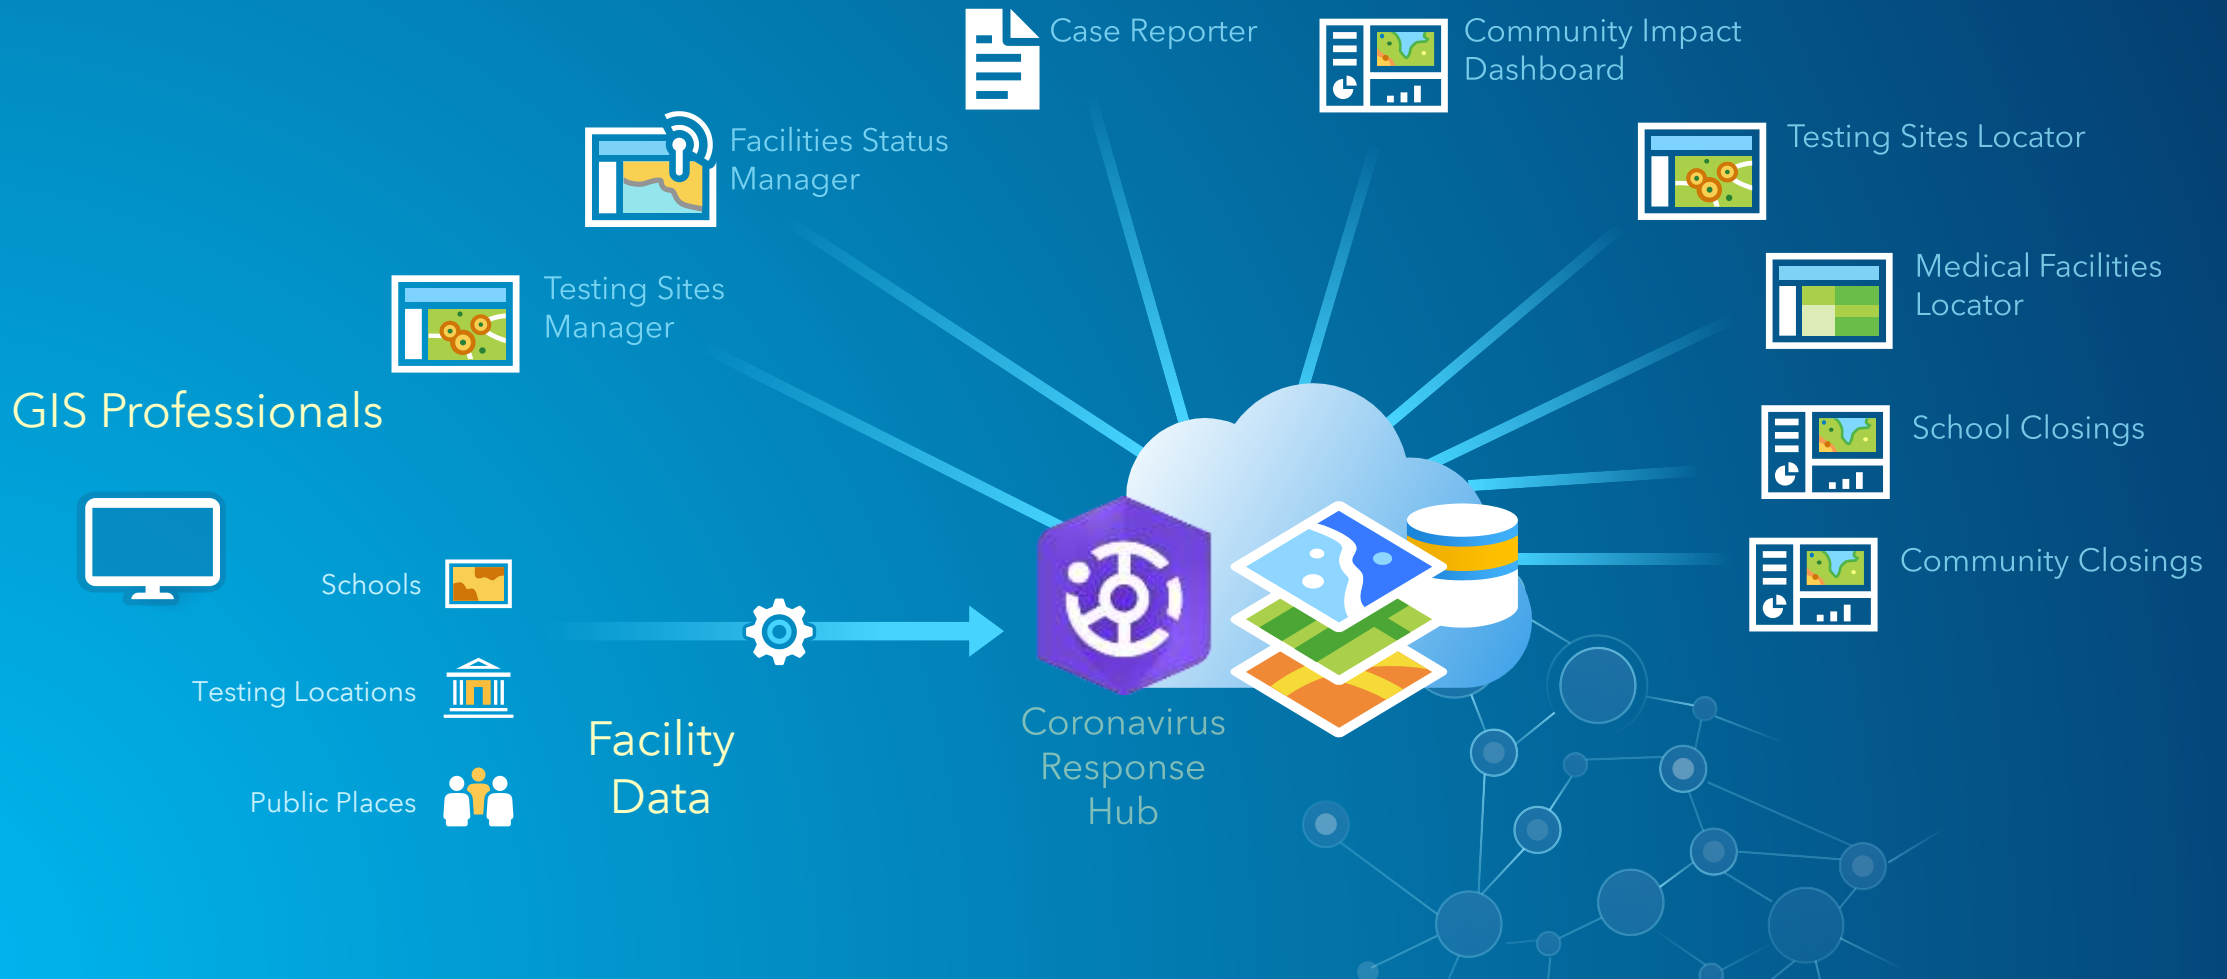 Case Reporter
Community Impact
Dashboard
Facilities Status
Manager
Testing Sites Locator
Testing Sites
Manager
Medical Facilities
Locator
GIS Professionals
School Closings
Community Closings
Schools
Testing Locations
Public Places
Facility
Data
Coronavirus
Response
Hub